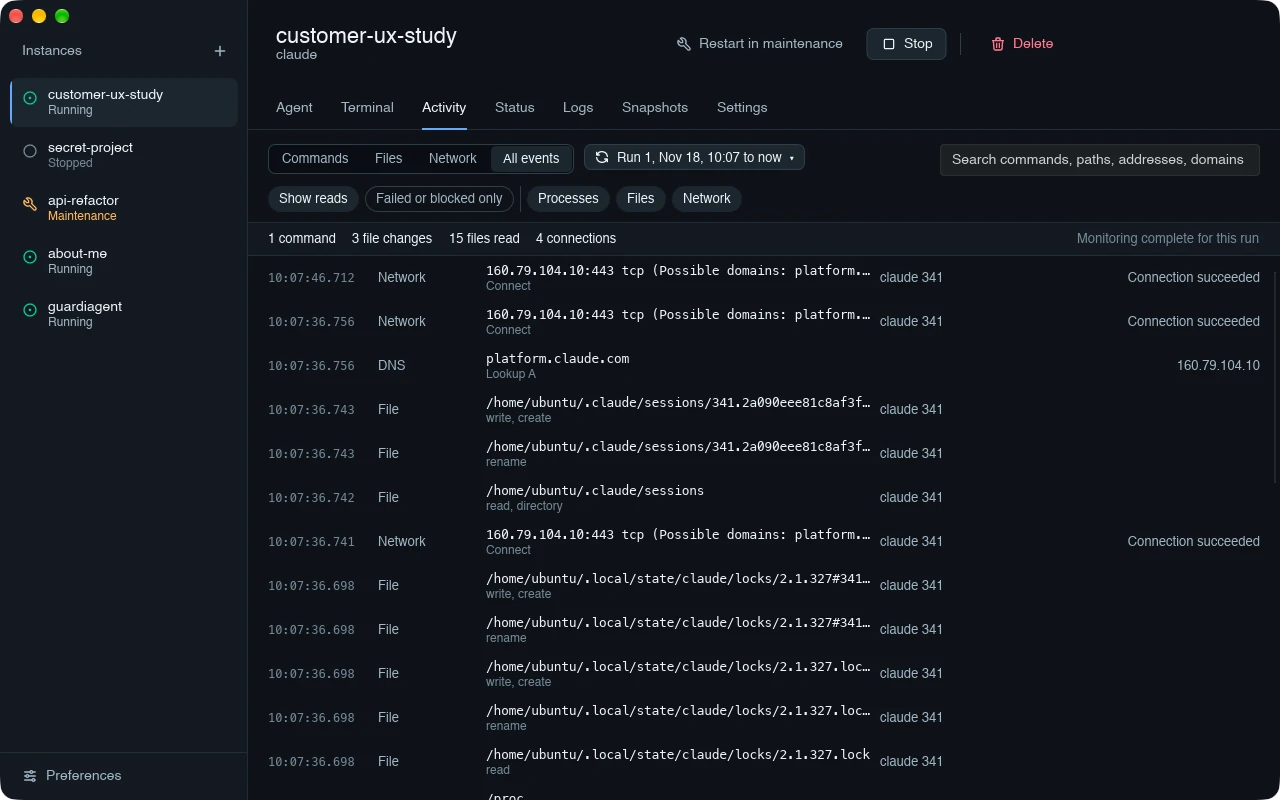 Instances
customer-ux-study
Running
secret-project
Stopped
api-refactor
Maintenance
about-me
Running
guardiagent
Running
Preferences
customer-ux-study
claude
Restart in maintenance
Stop
Delete
Agent Terminal Activity Status Logs Snapshots Settings
Commands Files Network All events
Run 1, Nov 18, 10:07 to now
Search commands, paths, addresses, domains
Show reads Failed or blocked only Processes Files Network
1 command 3 file changes 15 files read 4 connections Monitoring complete for this run
10:07:46.712 Network 160.79.104.10:443 tcp (Possible domains: platform.… claude 341 Connection succeeded
Connect
10:07:36.756 Network 160.79.104.10:443 tcp (Possible domains: platform.… claude 341 Connection succeeded
Connect
10:07:36.756 DNS platform.claude.com 160.79.104.10
Lookup A
10:07:36.743 File /home/ubuntu/.claude/sessions/341.2a090eee81c8af3f… claude 341
write, create
10:07:36.743 File /home/ubuntu/.claude/sessions/341.2a090eee81c8af3f… claude 341
rename
10:07:36.742 File /home/ubuntu/.claude/sessions claude 341
read, directory
10:07:36.741 Network 160.79.104.10:443 tcp (Possible domains: platform.… claude 341 Connection succeeded
Connect
10:07:36.698 File /home/ubuntu/.local/state/claude/locks/2.1.327#341… claude 341
write, create
10:07:36.698 File /home/ubuntu/.local/state/claude/locks/2.1.327#341… claude 341
rename
10:07:36.698 File /home/ubuntu/.local/state/claude/locks/2.1.327.loc… claude 341
write, create
10:07:36.698 File /home/ubuntu/.local/state/claude/locks/2.1.327.loc… claude 341
rename
10:07:36.698 File /home/ubuntu/.local/state/claude/locks/2.1.327.lock claude 341
read
/proc